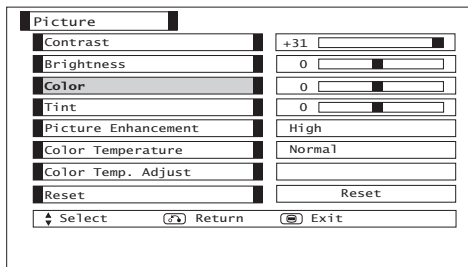 Picture
Contrast +31
Brightness 0
Color 0
Tint 0
Picture Enhancement High
Color Temperature Normal
Color Temp. Adjust
Reset Reset
Select Return Exit